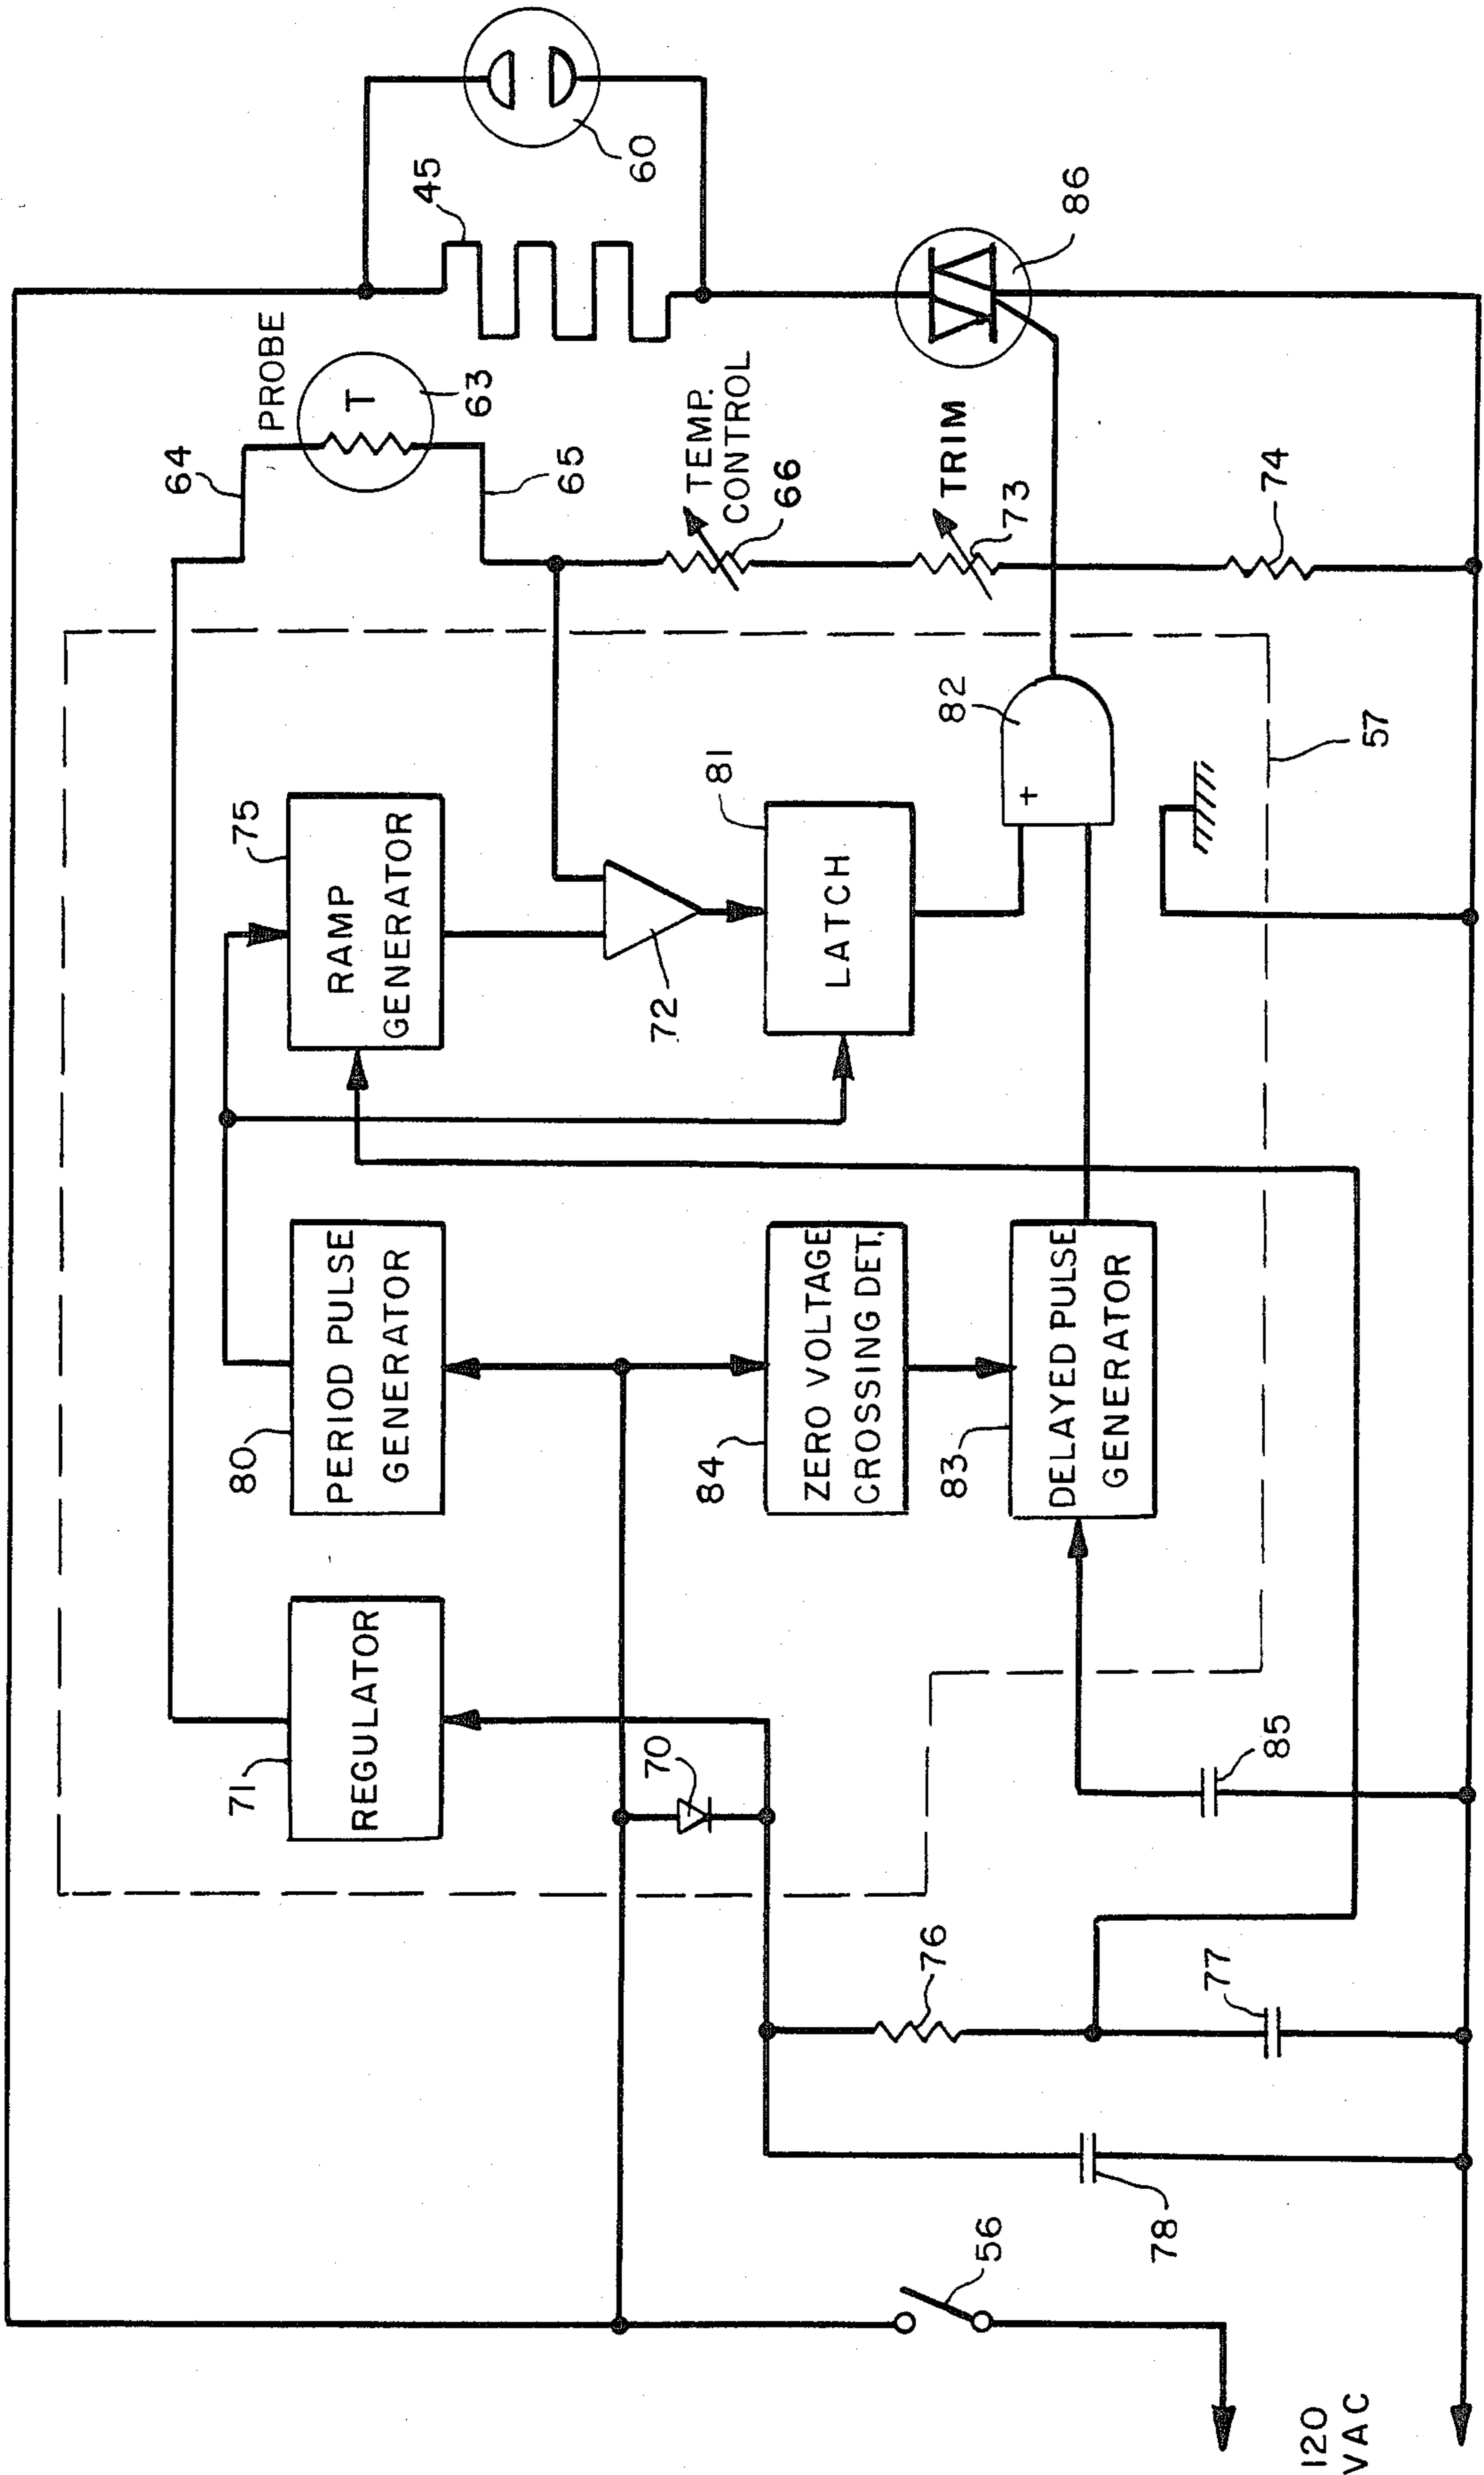 120
VAC
56
78
76
77
85
71
REGULATOR
70
80
PERIOD PULSE
GENERATOR
84
ZERO VOLTAGE
CROSSING DET.
83
DELAYED PULSE
GENERATOR
75
RAMP
GENERATOR
72
81
LATCH
82
+
57
64
PROBE
T
63
65
TEMP.
CONTROL
66
TRIM
73
74
45
60
86